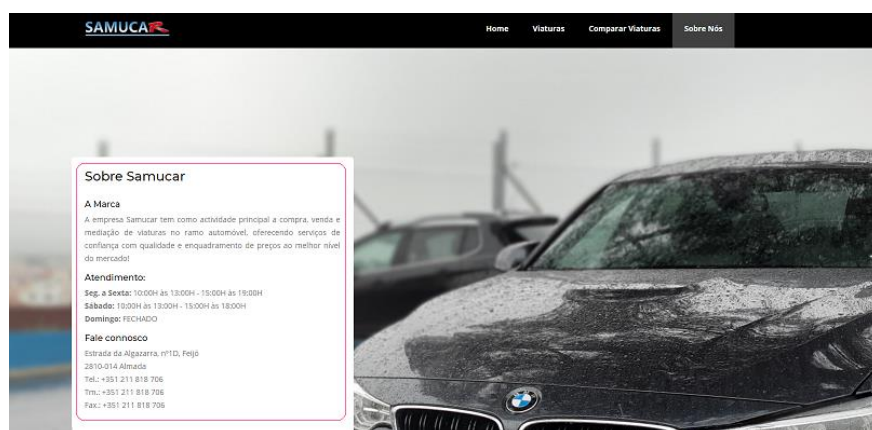 SAMUCAR
Home Viaturas Comparar Viaturas Sobre Nós
Sobre Samucar
A Marca
A empresa Samucar tem como actividade principal a compra, venda e
mediação de viaturas no ramo automóvel, oferecendo serviços de
confiança com qualidade e enquadramento de preços ao melhor nível
do mercado!
Atendimento:
Seg. a Sexta: 10:00H às 13:00H - 15:00H às 19:00H
Sábado: 10:00H às 13:00H - 15:00H às 18:00H
Domingo: FECHADO
Fale connosco
Estrada da Algazarra, nº1D, Feijó
2810-014 Almada
Tel.: +351 211 818 706
Tm.: +351 211 818 706
Fax.: +351 211 818 706